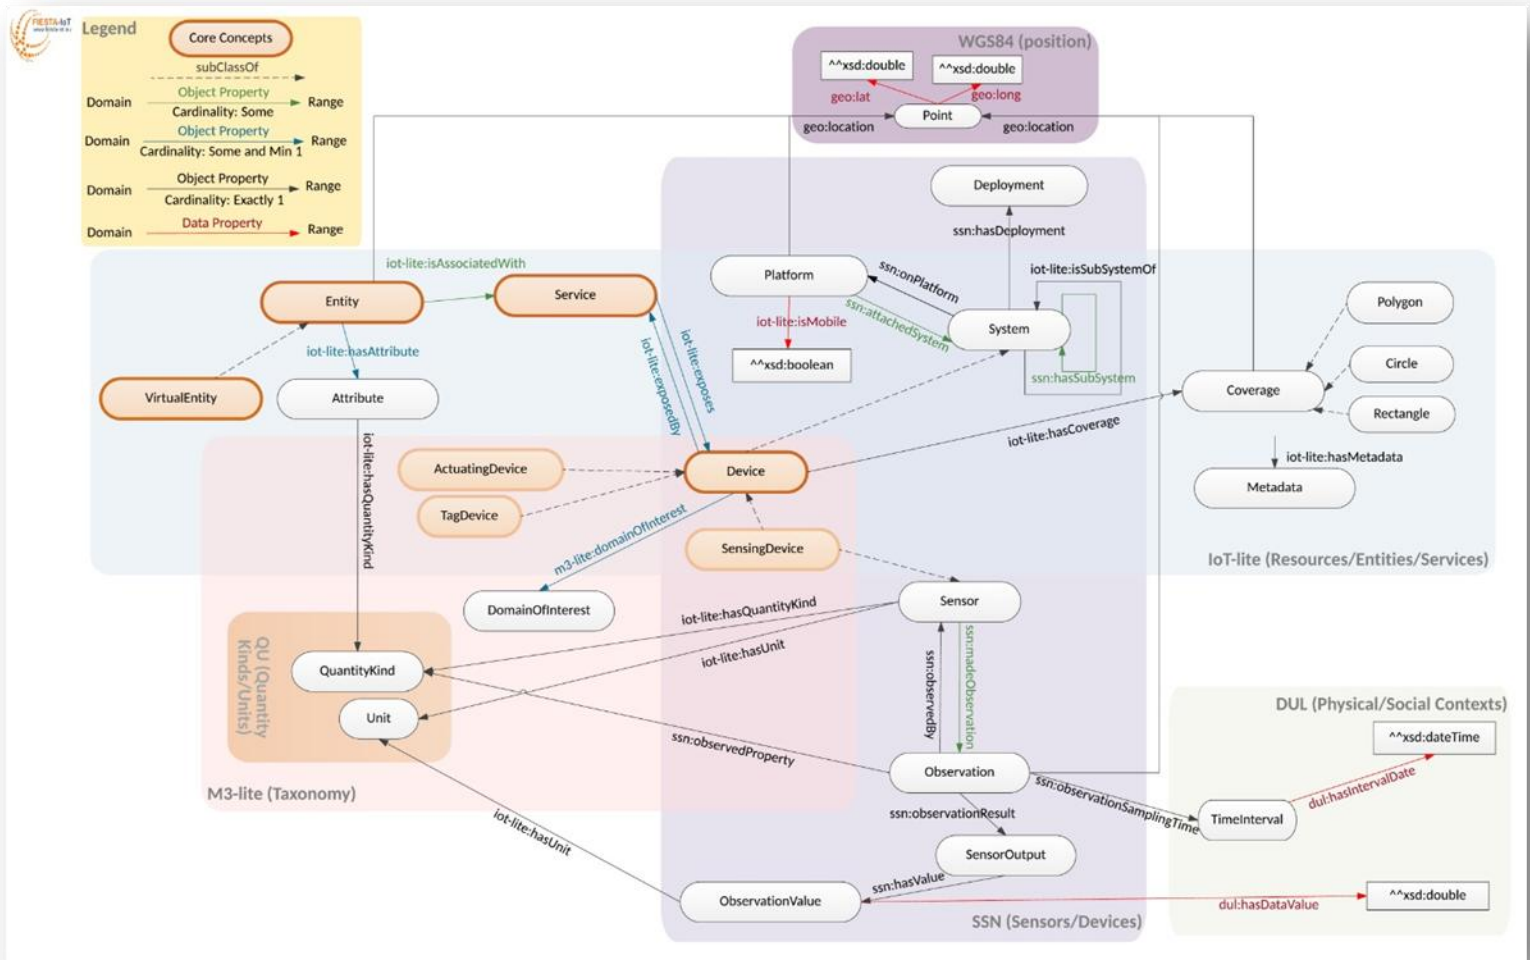 FIESTA-IoT
Legend
Core Concepts
subClassOf
Object Property
Domain
Range
Cardinality: Some
Object Property
Domain
Range
Cardinality: Some and Min 1
Object Property
Domain
Range
Cardinality: Exactly 1
Data Property
Domain
Range
WGS84 (position)
^^xsd:double
^^xsd:double
geo:lat
geo:long
Point
geo:location
geo:location
Deployment
ssn:hasDeployment
iot-lite:isAssociatedWith
Entity
Service
Platform
ssn:onPlatform
iot-lite:isSubSystemOf
ssn:attachedSystem
System
iot-lite:isMobile
^^xsd:boolean
ssn:hasSubSystem
Polygon
Circle
Rectangle
Coverage
iot-lite:hasAttribute
VirtualEntity
Attribute
iot-lite:exposedBy
iot-lite:exposes
iot-lite:hasCoverage
iot-lite:hasMetadata
Metadata
iot-lite:hasQuantityKind
ActuatingDevice
Device
TagDevice
m3-lite:domainOfInterest
SensingDevice
IoT-lite (Resources/Entities/Services)
DomainOfInterest
Sensor
iot-lite:hasQuantityKind
iot-lite:hasUnit
QU (Quantity
Kinds/Units)
QuantityKind
Unit
ssn:observedBy
ssn:madeObservation
ssn:observedProperty
M3-lite (Taxonomy)
Observation
ssn:observationSamplingTime
ssn:observationResult
DUL (Physical/Social Contexts)
^^xsd:dateTime
dul:hasIntervalDate
TimeInterval
iot-lite:hasUnit
SensorOutput
ssn:hasValue
ObservationValue
dul:hasDataValue
^^xsd:double
SSN (Sensors/Devices)